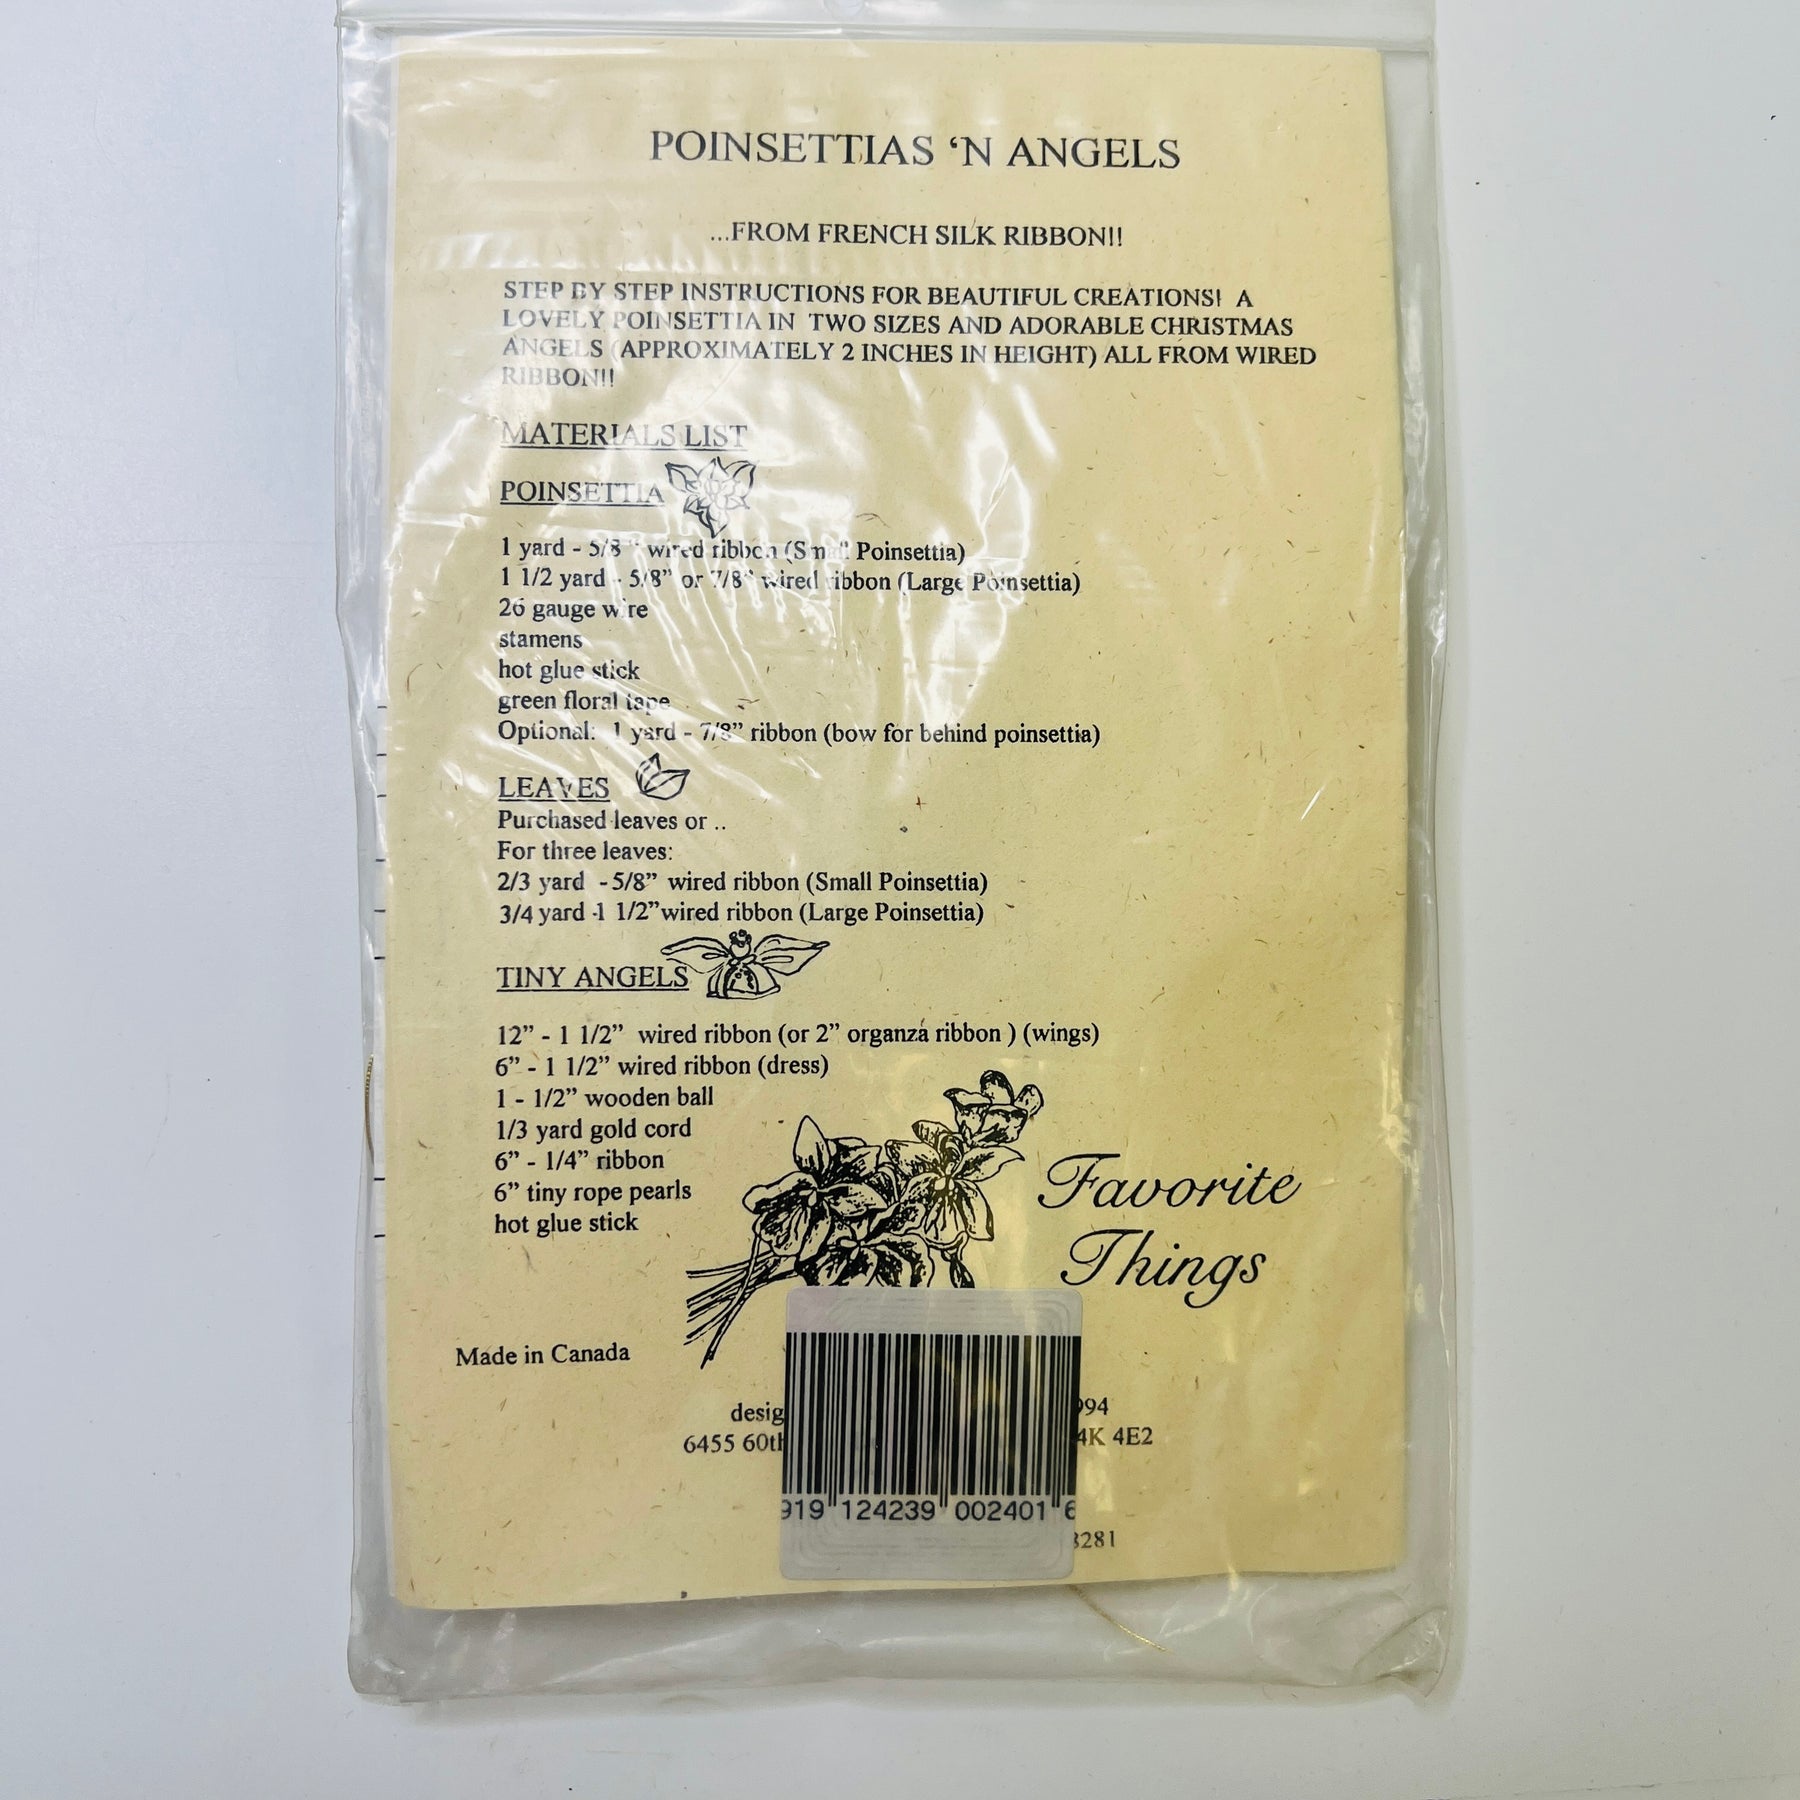 POINSETTIAS ‘N ANGELS
...FROM FRENCH SILK RIBBON!!
STEP BY STEP INSTRUCTIONS FOR BEAUTIFUL CREATIONS! A
LOVELY POINSETTIA IN TWO SIZES AND ADORABLE CHRISTMAS
ANGELS (APPROXIMATELY 2 INCHES IN HEIGHT) ALL FROM WIRED
RIBBON!!
MATERIALS LIST
POINSETTIA
1 yard - 5/8" wired ribbon (Small Poinsettia)
1 1/2 yard - 5/8” or 7/8" wired ribbon (Large Poinsettia)
26 gauge wire
stamens
hot glue stick
green floral tape
Optional: 1 yard - 7/8” ribbon (bow for behind poinsettia)
LEAVES
Purchased leaves or ..
For three leaves:
2/3 yard - 5/8” wired ribbon (Small Poinsettia)
3/4 yard -1 1/2”wired ribbon (Large Poinsettia)
TINY ANGELS
12” - 1 1/2” wired ribbon (or 2” organza ribbon ) (wings)
6” - 1 1/2” wired ribbon (dress)
1 - 1/2” wooden ball
1/3 yard gold cord
6” - 1/4” ribbon
6” tiny rope pearls
hot glue stick
Favorite
Things
Made in Canada
6455 4E2
124239 002401